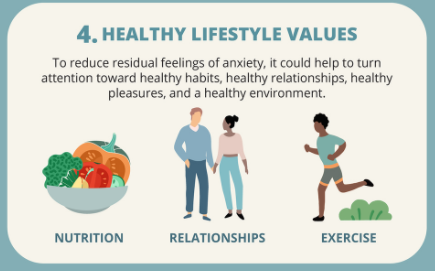 4. HEALTHY LIFESTYLE VALUES
To reduce residual feelings of anxiety, it could help to turn
attention toward healthy habits, healthy relationships, healthy
pleasures, and a healthy environment.
NUTRITION RELATIONSHIPS EXERCISE